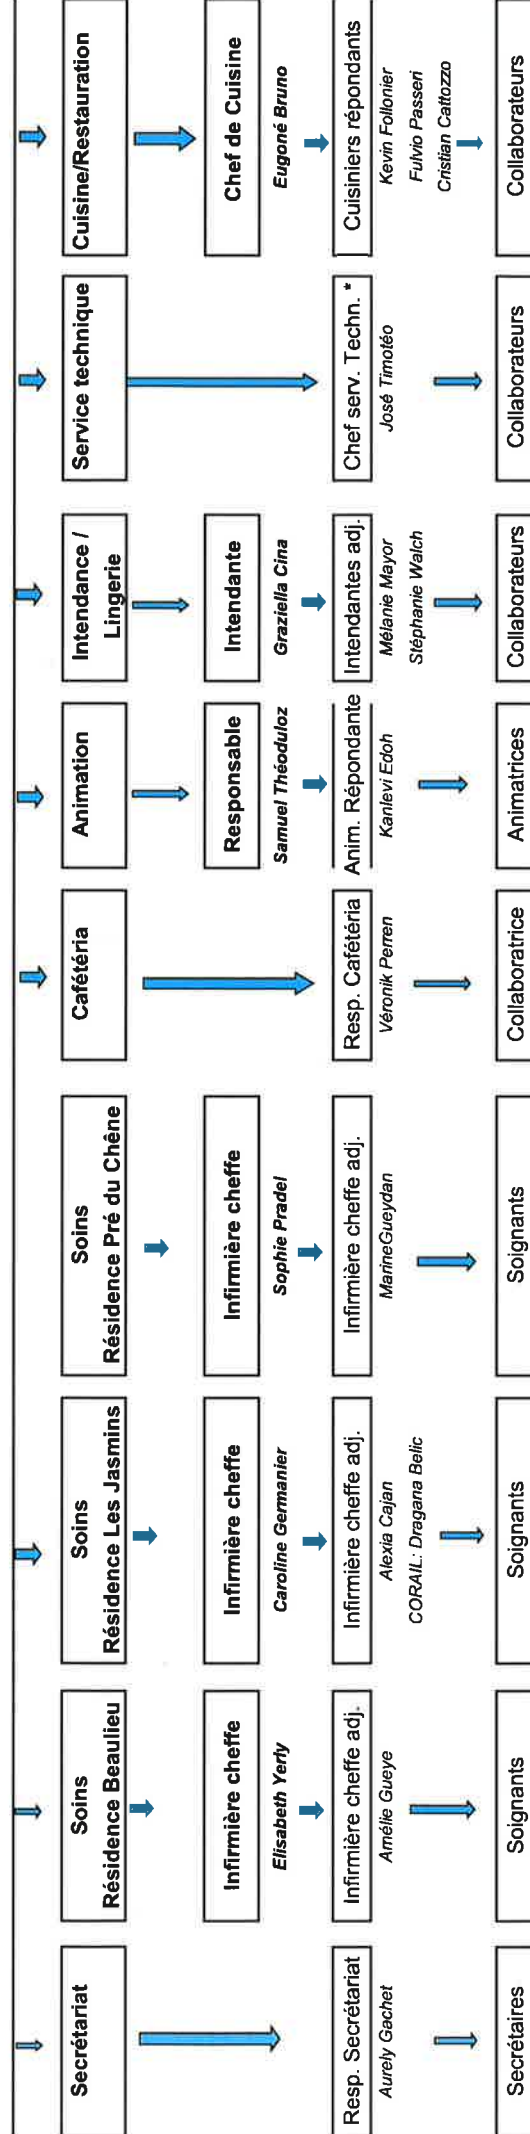 Secrétariat
Resp. Secrétariat
Aurely Gachet
Secrétaires
Soins
Résidence Beaulieu
Infirmière cheffe
Elisabeth Yerly
Infirmière cheffe adj.
Amélie Gueye
Soignants
Soins
Résidence Les Jasmins
Infirmière cheffe
Caroline Germanier
Infirmière cheffe adj.
Alexia Cajan
CORAIL: Dragana Belic
Soignants
Soins
Résidence Pré du Chêne
Infirmière cheffe
Sophie Pradel
Infirmière cheffe adj.
MarineGueydan
Soignants
Cafétéria
Resp. Cafétéria
Véronik Perren
Collaboratrice
Animation
Responsable
Samuel Théoduloz
Anim. Répondante
Kanlevi Edoh
Animatrices
Intendance /
Lingerie
Intendante
Graziella Cina
Intendantes adj.
Mélanie Mayor
Stéphanie Walch
Collaborateurs
Service technique
Chef serv. Techn. *
José Timotéo
Collaborateurs
Cuisine/Restauration
Chef de Cuisine
Eugoné Bruno
Cuisiniers répondants
Kevin Follonier
Fulvio Passeri
Cristian Cattozzo
Collaborateurs